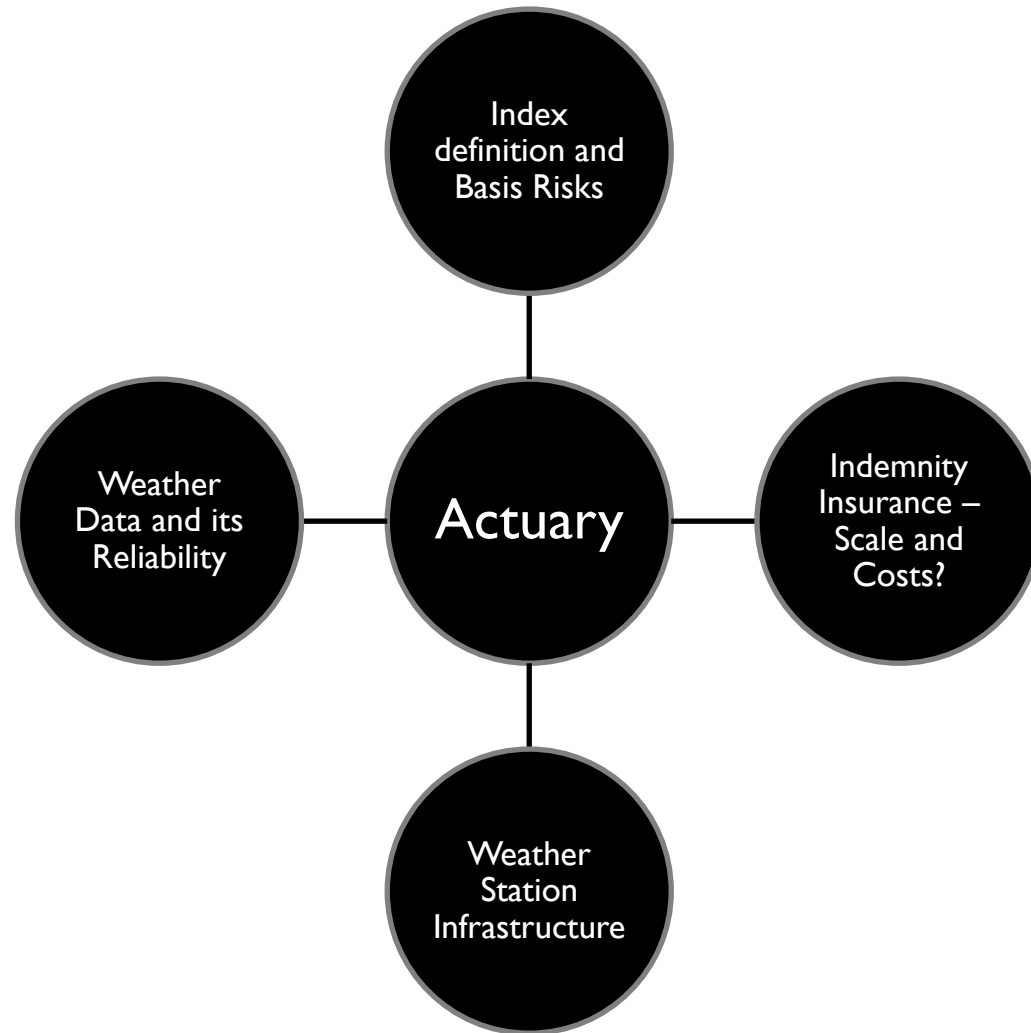 Index
definition and
Basis Risks
Weather
Data and its
Reliability
Actuary
Indemnity
Insurance –
Scale and
Costs?
Weather
Station
Infrastructure